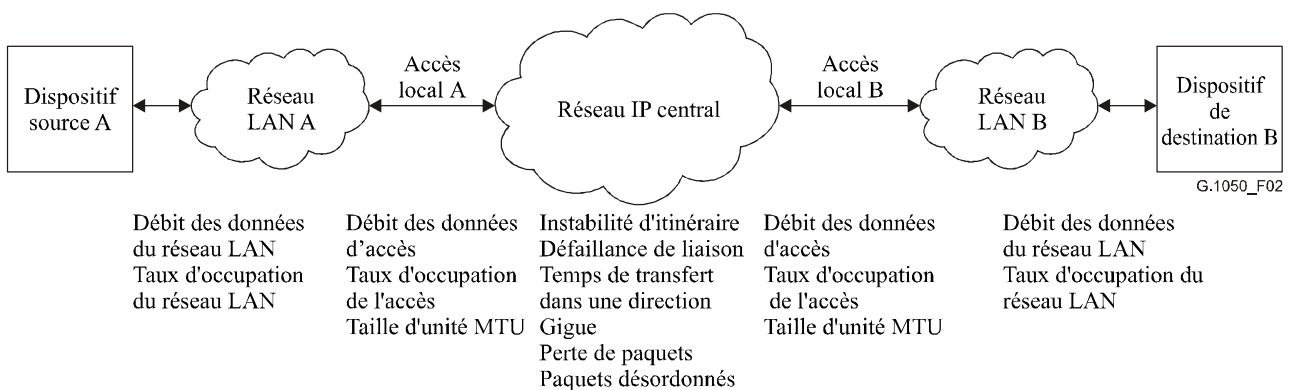 Dispositif
source A
Réseau
LAN A
Accès
local A
Réseau IP central
Accès
local B
Réseau
LAN B
Dispositif
de
destination B
G.1050_F02
Débit des données
du réseau LAN
Taux d'occupation
du réseau LAN
Débit des données
d'accès
Taux d'occupation
de l'accès
Taille d'unité MTU
Instabilité d'itinéraire
Défaillance de liaison
Temps de transfert
dans une direction
Gigue
Perte de paquets
Paquets désordonnés
Débit des données
d'accès
Taux d'occupation
de l'accès
Taille d'unité MTU
Débit des données
du réseau LAN
Taux d'occupation du
réseau LAN